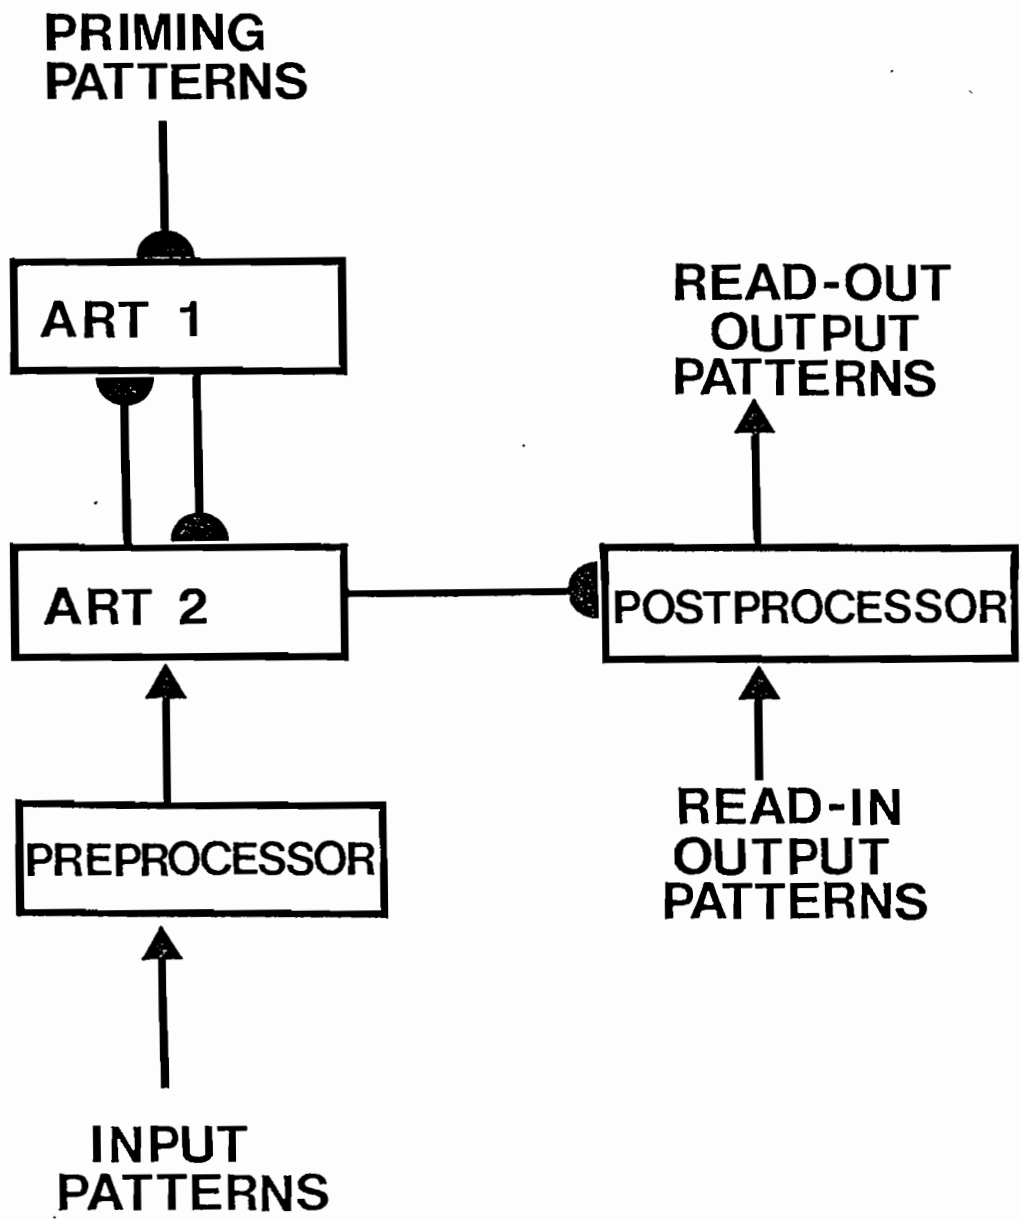 PRIMING
PATTERNS
ART 1
READ-OUT
OUTPUT
PATTERNS
ART 2
POSTPROCESSOR
PREPROCESSOR
READ-IN
OUTPUT
PATTERNS
INPUT
PATTERNS